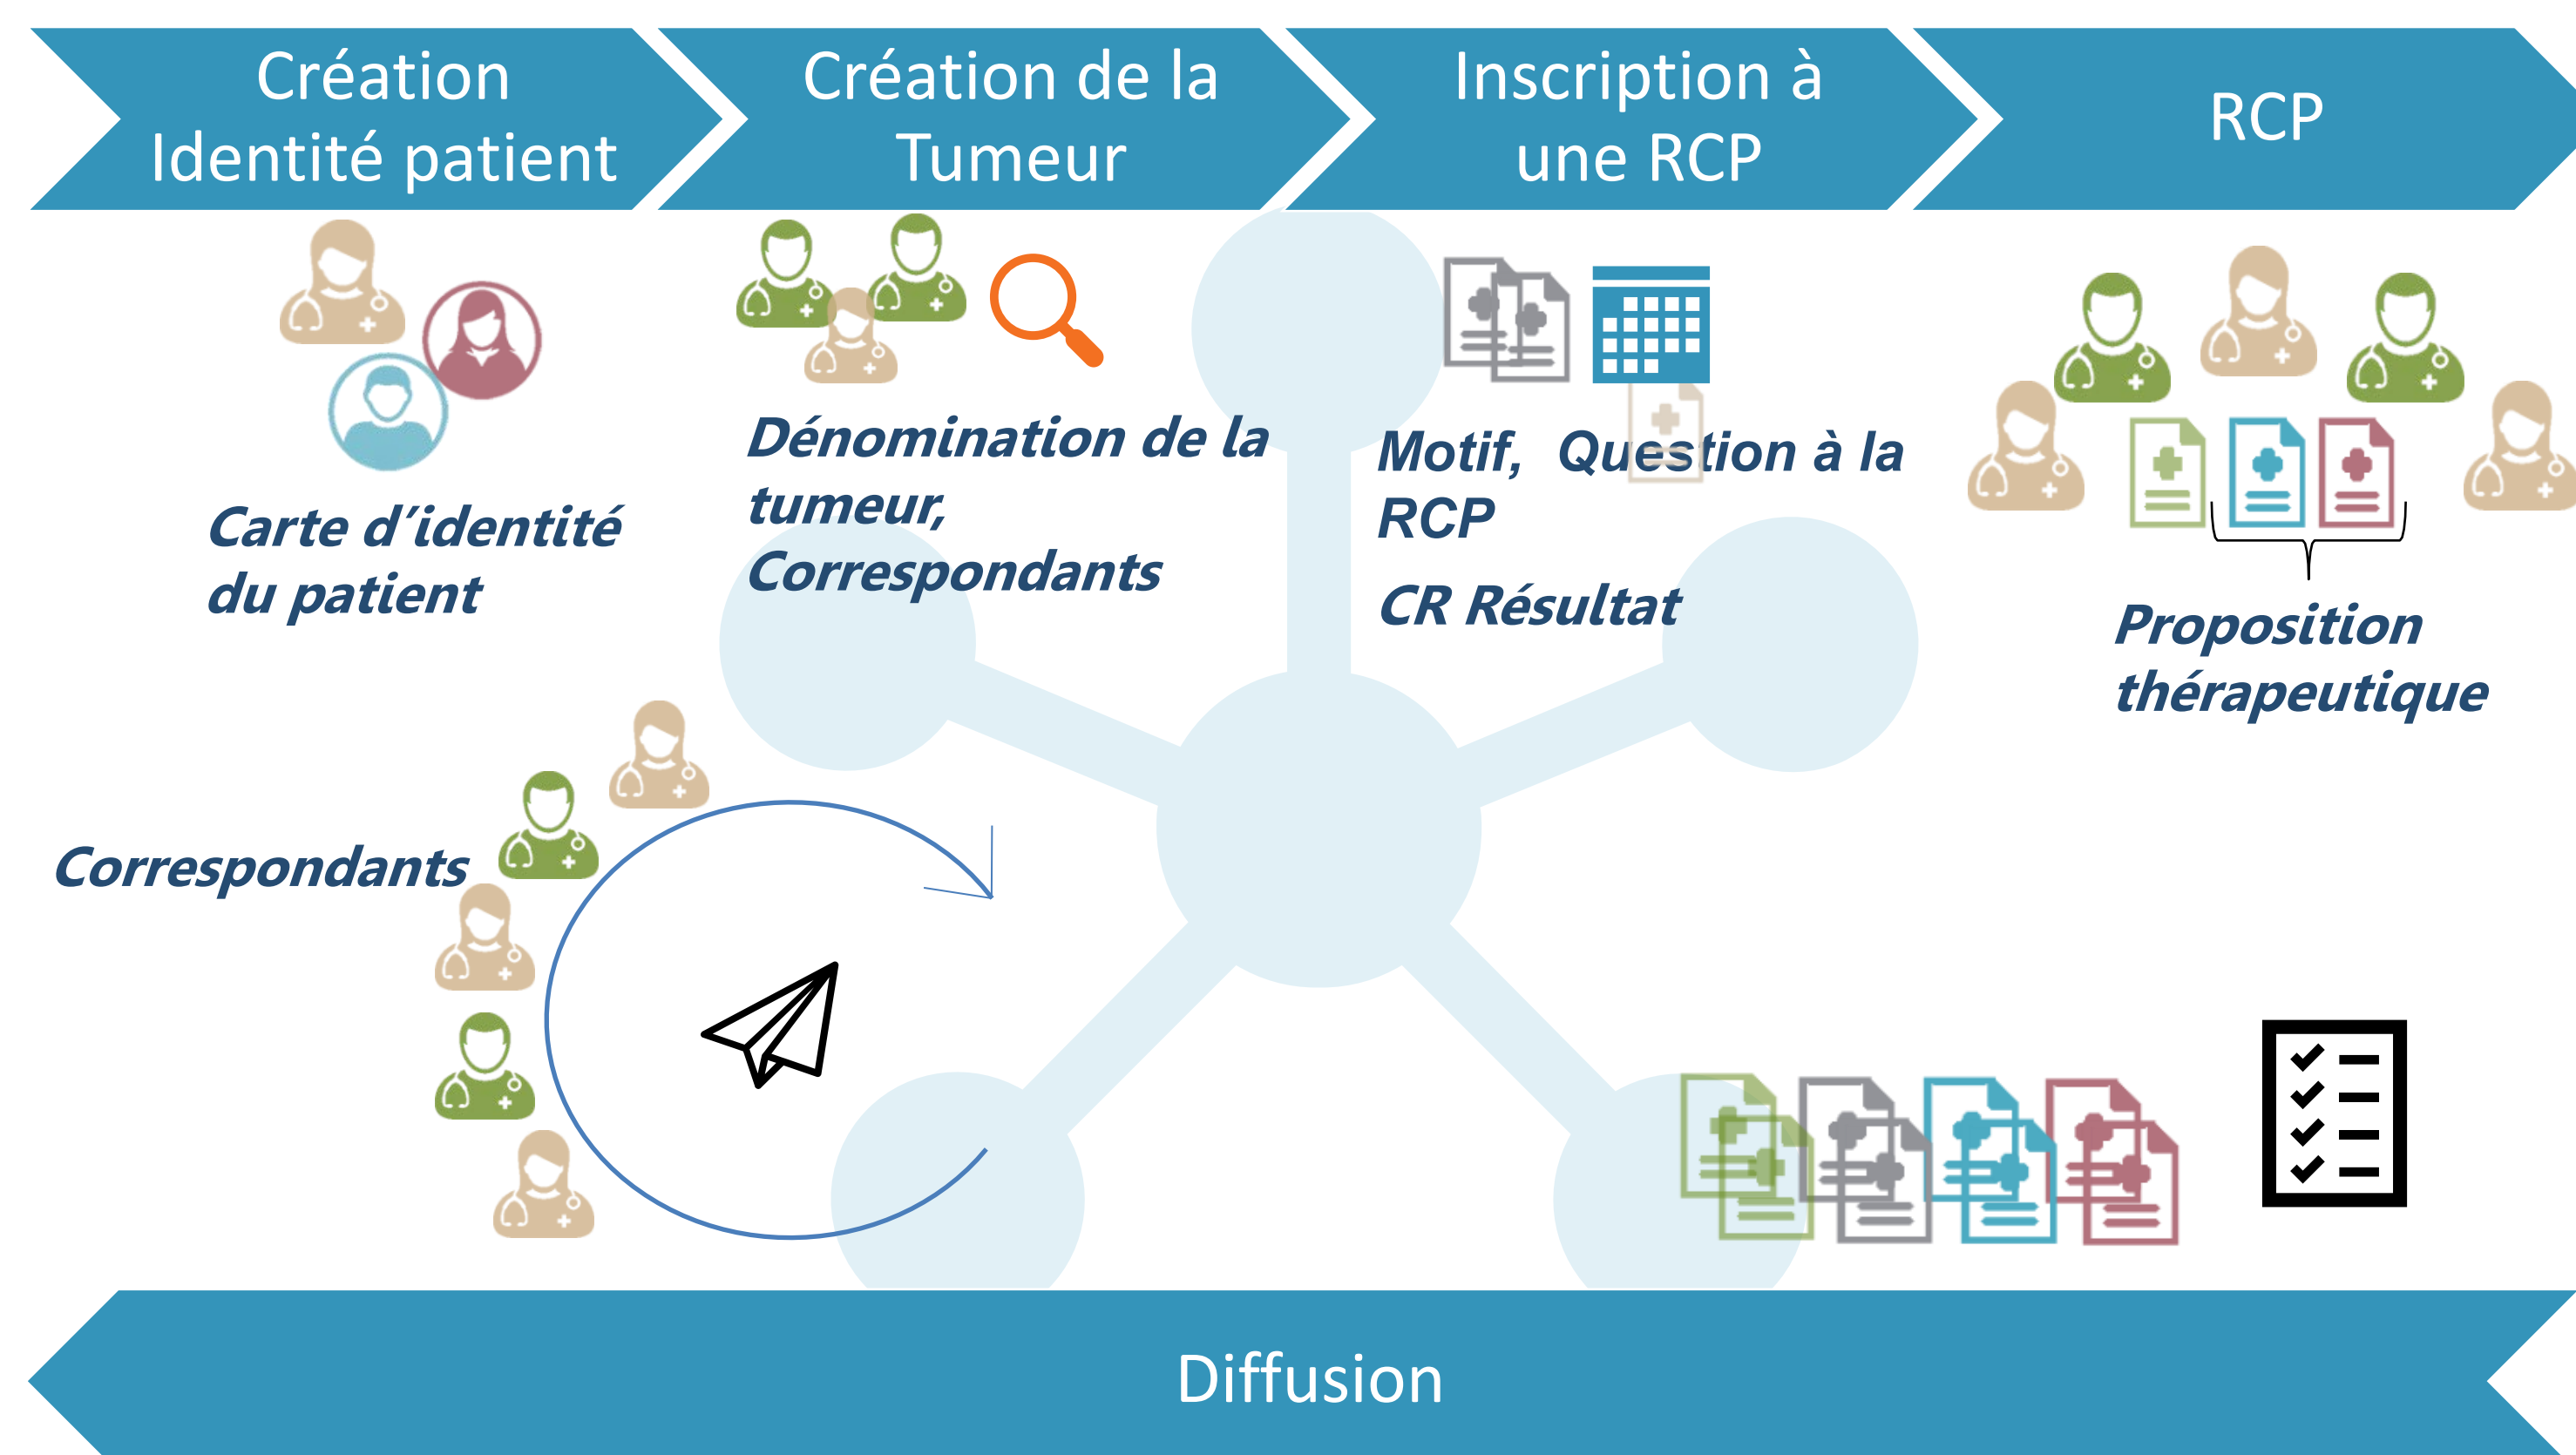 Création
Identité patient
Création de la
Tumeur
Inscription à
une RCP
RCP
Carte d’identité
du patient
Dénomination de la
tumeur,
Correspondants
Motif, Question à la
RCP
CR Résultat
Proposition
thérapeutique
Correspondants
Diffusion